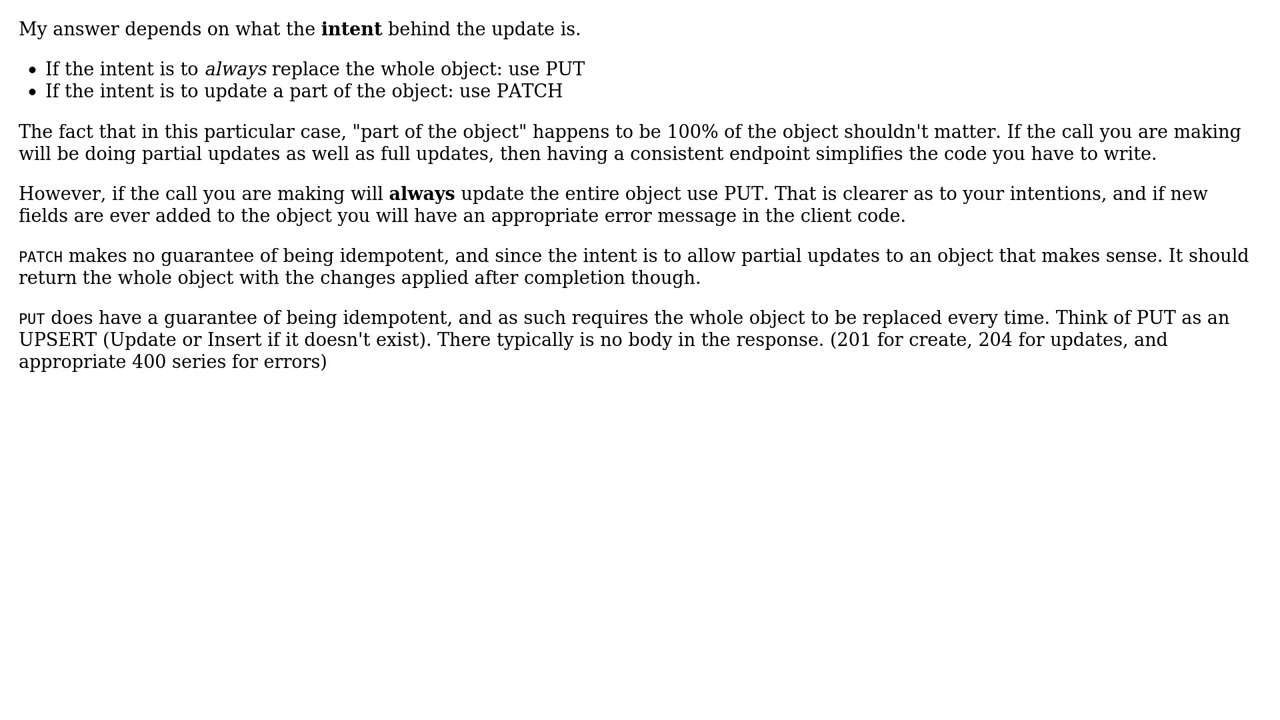 My answer depends on what the intent behind the update is.
If the intent is to always replace the whole object: use PUT
If the intent is to update a part of the object: use PATCH
The fact that in this particular case, "part of the object" happens to be 100% of the object shouldn't matter. If the call you are making
will be doing partial updates as well as full updates, then having a consistent endpoint simplifies the code you have to write.
However, if the call you are making will always update the entire object use PUT. That is clearer as to your intentions, and if new
fields are ever added to the object you will have an appropriate error message in the client code.
PATCH makes no guarantee of being idempotent, and since the intent is to allow partial updates to an object that makes sense. It should
return the whole object with the changes applied after completion though.
PUT does have a guarantee of being idempotent, and as such requires the whole object to be replaced every time. Think of PUT as an
UPSERT (Update or Insert if it doesn't exist). There typically is no body in the response. (201 for create, 204 for updates, and
appropriate 400 series for errors)